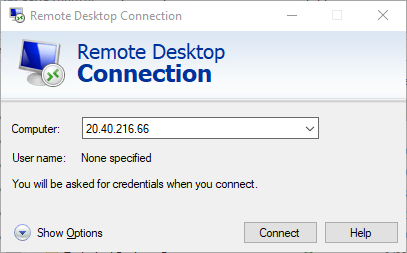 Remote Desktop Connection
Remote Desktop
Connection
Computer: 20.40.216.66
User name: None specified
You will be asked for credentials when you connect.
Show Options Connect Help